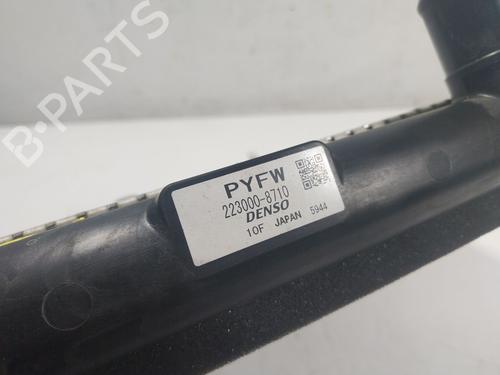 B-PARTS
PYFW
223000-8710
DENSO
10F JAPAN 5944